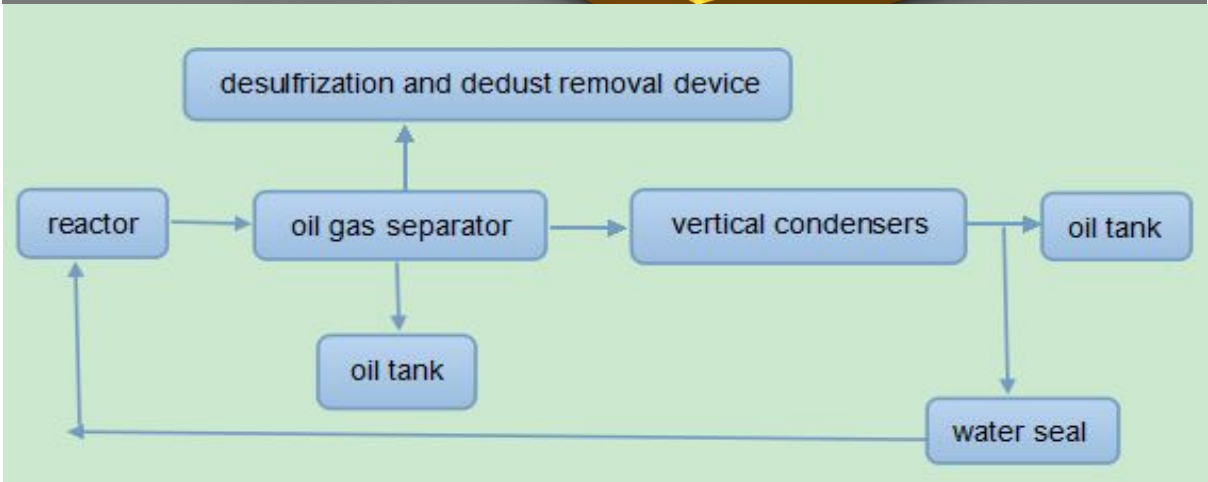 desulfrization and dedust removal device
reactor
oil gas separator
vertical condensers
oil tank
oil tank
water seal